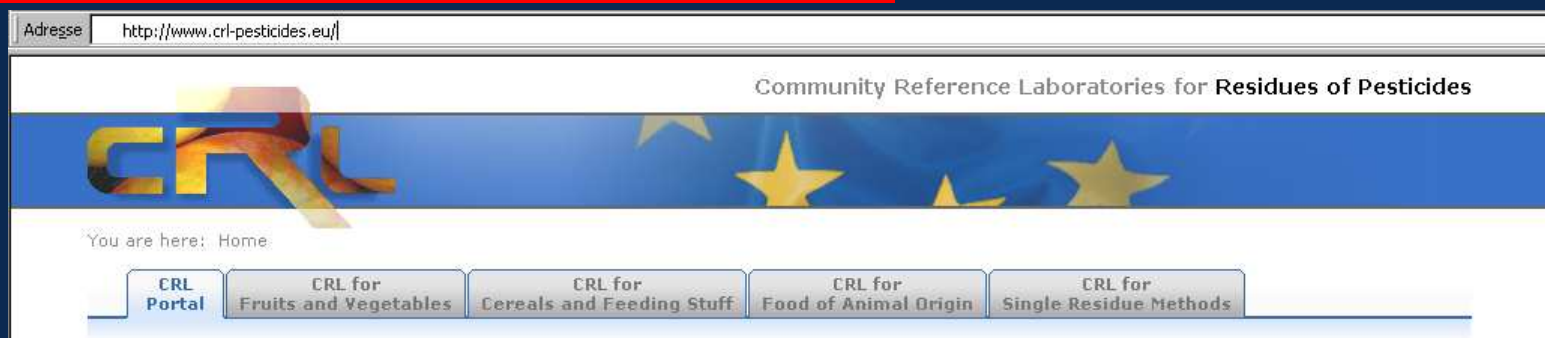 Adresse http://www.crl-pesticides.eu/
Community Reference Laboratories for Residues of Pesticides
CRL
You are here: Home
CRL Portal
CRL for Fruits and Vegetables
CRL for Cereals and Feeding Stuff
CRL for Food of Animal Origin
CRL for Single Residue Methods